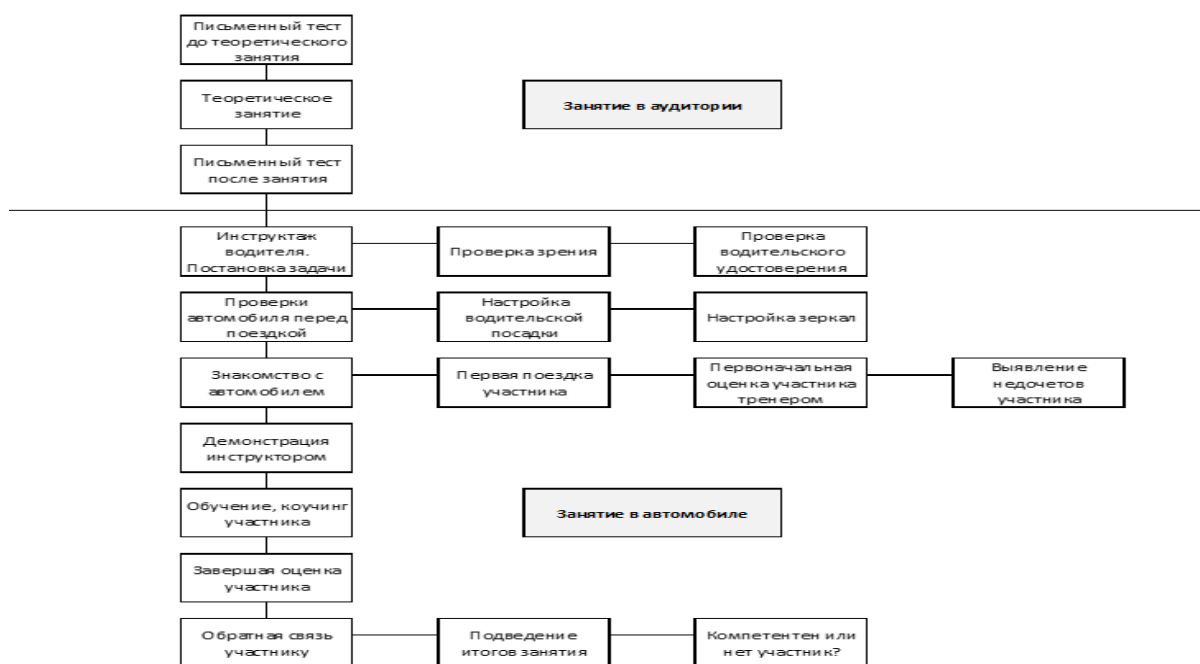 Письменный тест
до теоретического
занятия
Теоретическое
занятие
Занятие в аудитории
Письменный тест
после занятия
Инструктаж
водителя.
Постановка задачи
Проверка зрения
Проверка
водительского
удостоверения
Проверки
автомобиля перед
поездкой
Настройка
водительской
посадки
Настройка зеркал
Знакомство с
автомобилем
Первая поездка
участника
Первоначальная
оценка участника
тренером
Выявление
недочетов
участника
Демонстрация
инструктором
Обучение, коучинг
участника
Занятие в автомобиле
Завершая оценка
участника
Обратная связь
участнику
Подведение
итогов занятия
Компетентен или
нет участник?